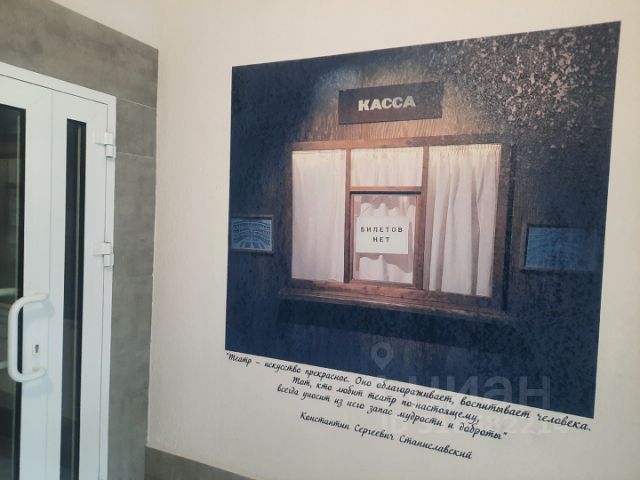 КАССА
БИЛЕТОВ
НЕТ
"Театр – искусство прекрасное. Оно облагораживает, воспитывает человека.
Тот, кто любит театр по-настоящему,
всегда уносит из него запас мудрости и доброты"
Константин Сергеевич Станиславский
циан